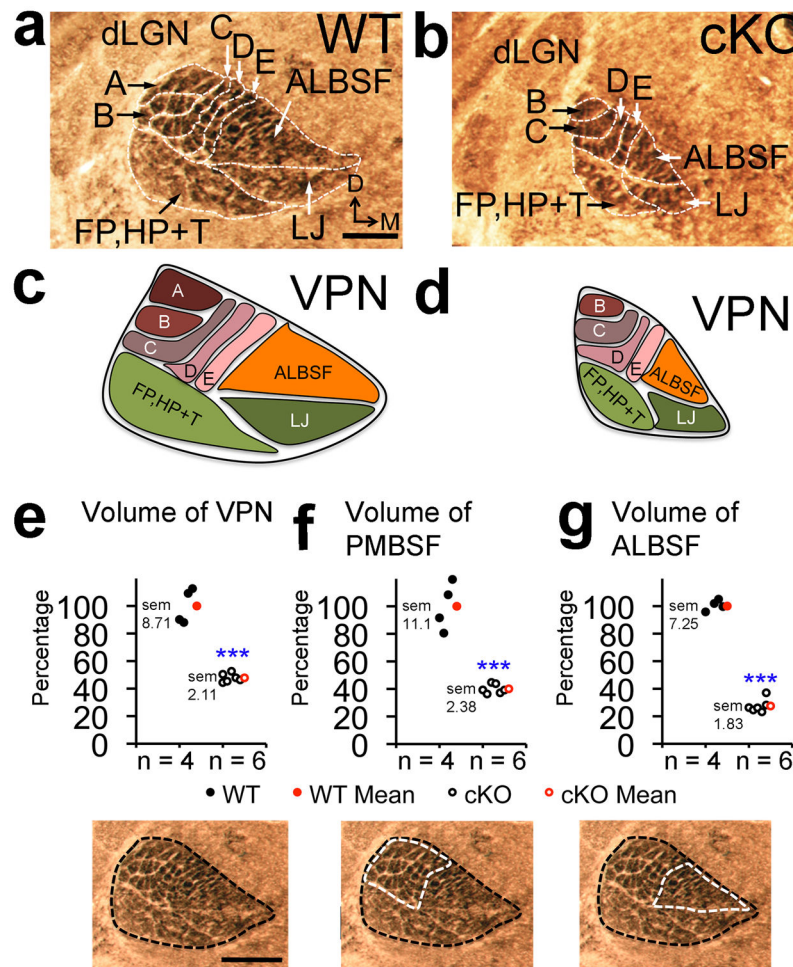 a
dLGN
C
D
E
WT
A
ALBSF
B
FP,HP+T
LJ
D
M
b
dLGN
cKO
D E
B
C
ALBSF
FP,HP+T
LJ
c
VPN
A
B
C
D
E
ALBSF
FP,HP+T
LJ
d
VPN
B
C
D
E
ALBSF
FP,HP+T
LJ
e
Volume of VPN
Percentage
100
80
60
40
20
0
sem
8.71
***
sem
2.11
n = 4
n = 6
f
Volume of
PMBSF
Percentage
100
80
60
40
20
0
sem
11.1
***
sem
2.38
n = 4
n = 6
g
Volume of
ALBSF
Percentage
100
80
60
40
20
0
sem
7.25
***
sem
1.83
n = 4
n = 6
WT
WT Mean
cKO
cKO Mean